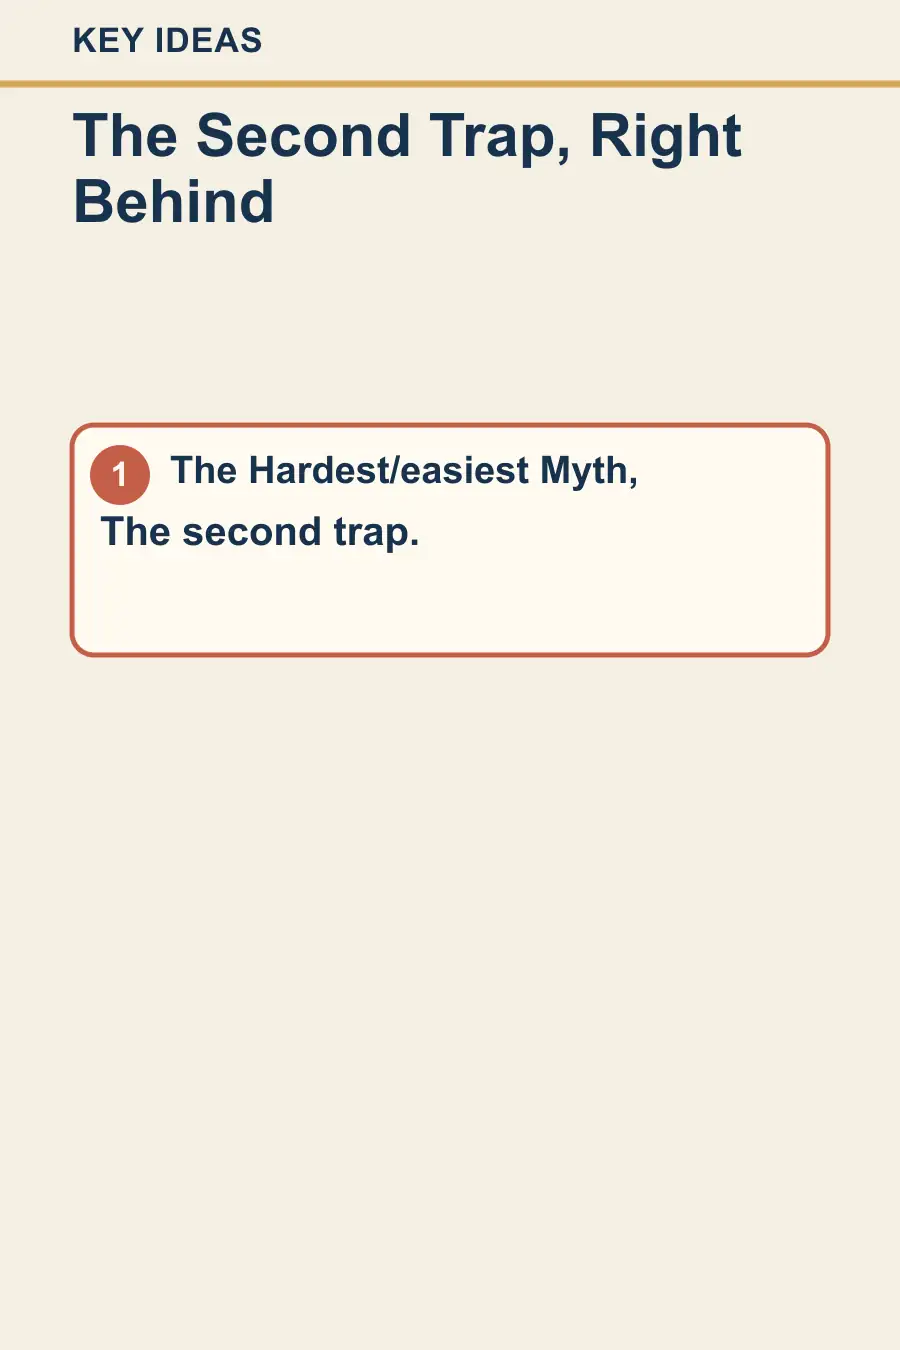 KEY IDEAS
The Second Trap, Right
Behind
1 The Hardest/easiest Myth,
The second trap.